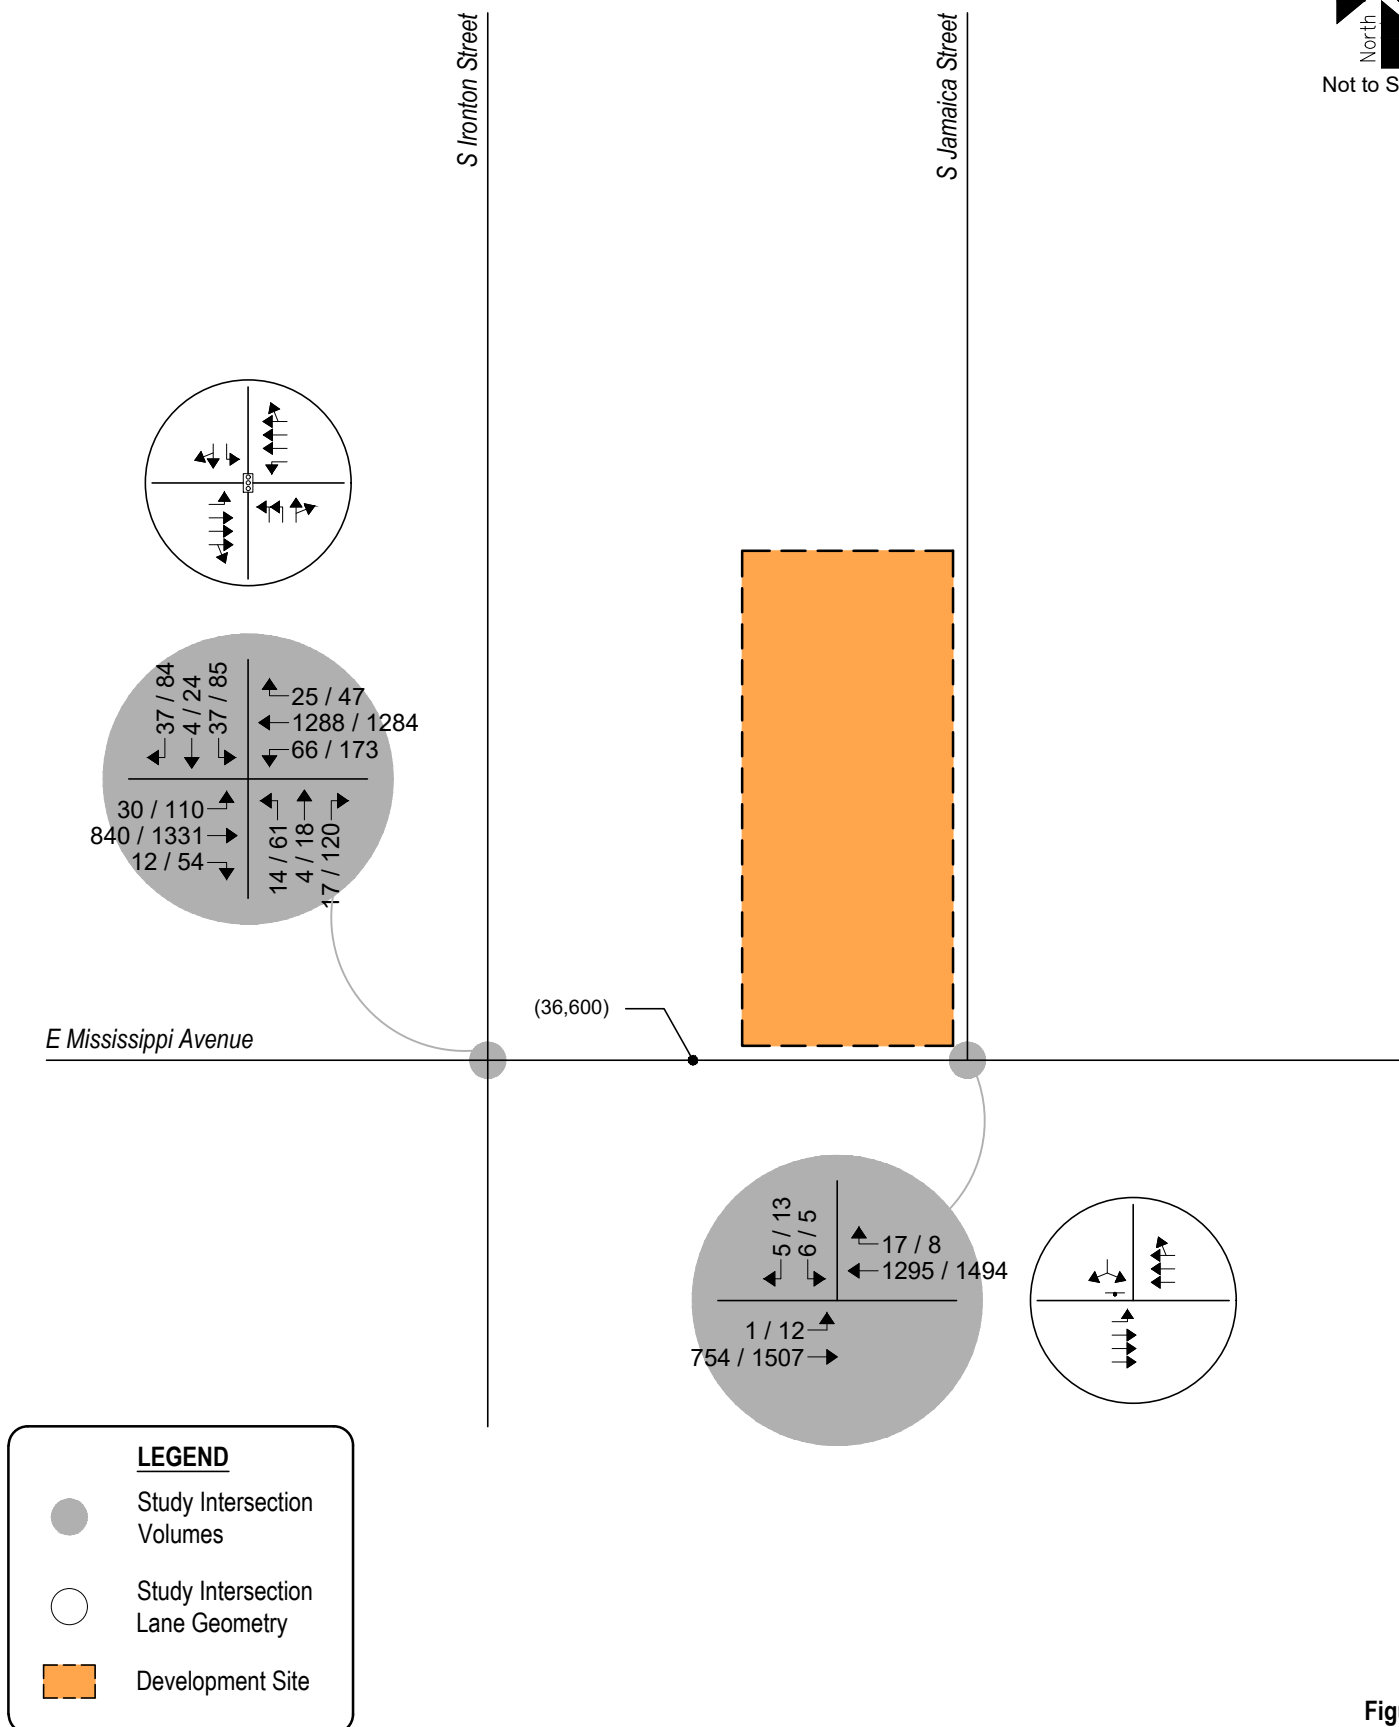 S Ironton Street
S Jamaica Street
North
Not to S
37 / 84
4 / 24
37 / 85
25 / 47
1288 / 1284
66 / 173
30 / 110
840 / 1331
12 / 54
14 / 61
4 / 18
17 / 120
(36,600)
E Mississippi Avenue
5 / 13
6 / 5
17 / 8
1295 / 1494
1 / 12
754 / 1507
LEGEND
Study Intersection
Volumes
Study Intersection
Lane Geometry
Development Site
Fig